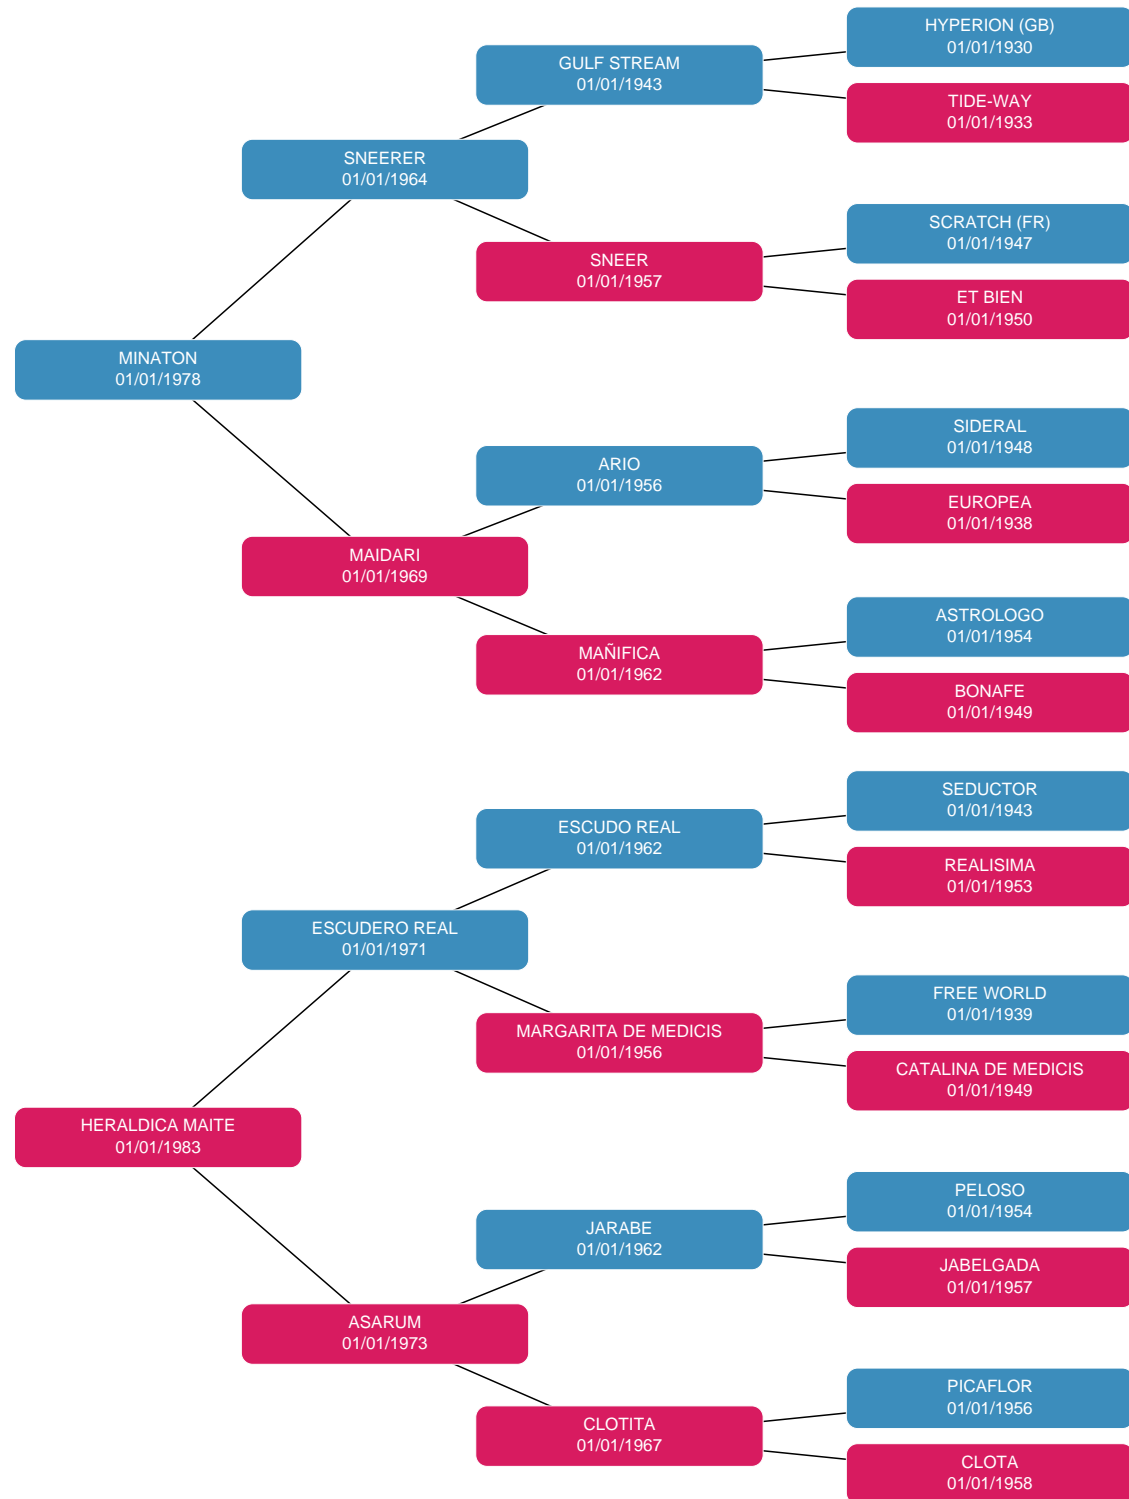 HYPERION (GB)
01/01/1930
GULF STREAM
01/01/1943
TIDE-WAY
01/01/1933
SNEERER
01/01/1964
SCRATCH (FR)
01/01/1947
SNEER
01/01/1957
ET BIEN
01/01/1950
MINATON
01/01/1978
SIDERAL
01/01/1948
ARIO
01/01/1956
EUROPEA
01/01/1938
MAIDARI
01/01/1969
ASTROLOGO
01/01/1954
MAÑIFICA
01/01/1962
BONAFE
01/01/1949
SEDUCTOR
01/01/1943
ESCUDO REAL
01/01/1962
REALISIMA
01/01/1953
ESCUDERO REAL
01/01/1971
FREE WORLD
01/01/1939
MARGARITA DE MEDICIS
01/01/1956
CATALINA DE MEDICIS
01/01/1949
HERALDICA MAITE
01/01/1983
PELOSO
01/01/1954
JARABE
01/01/1962
JABELGADA
01/01/1957
ASARUM
01/01/1973
PICAFLOR
01/01/1956
CLOTITA
01/01/1967
CLOTA
01/01/1958